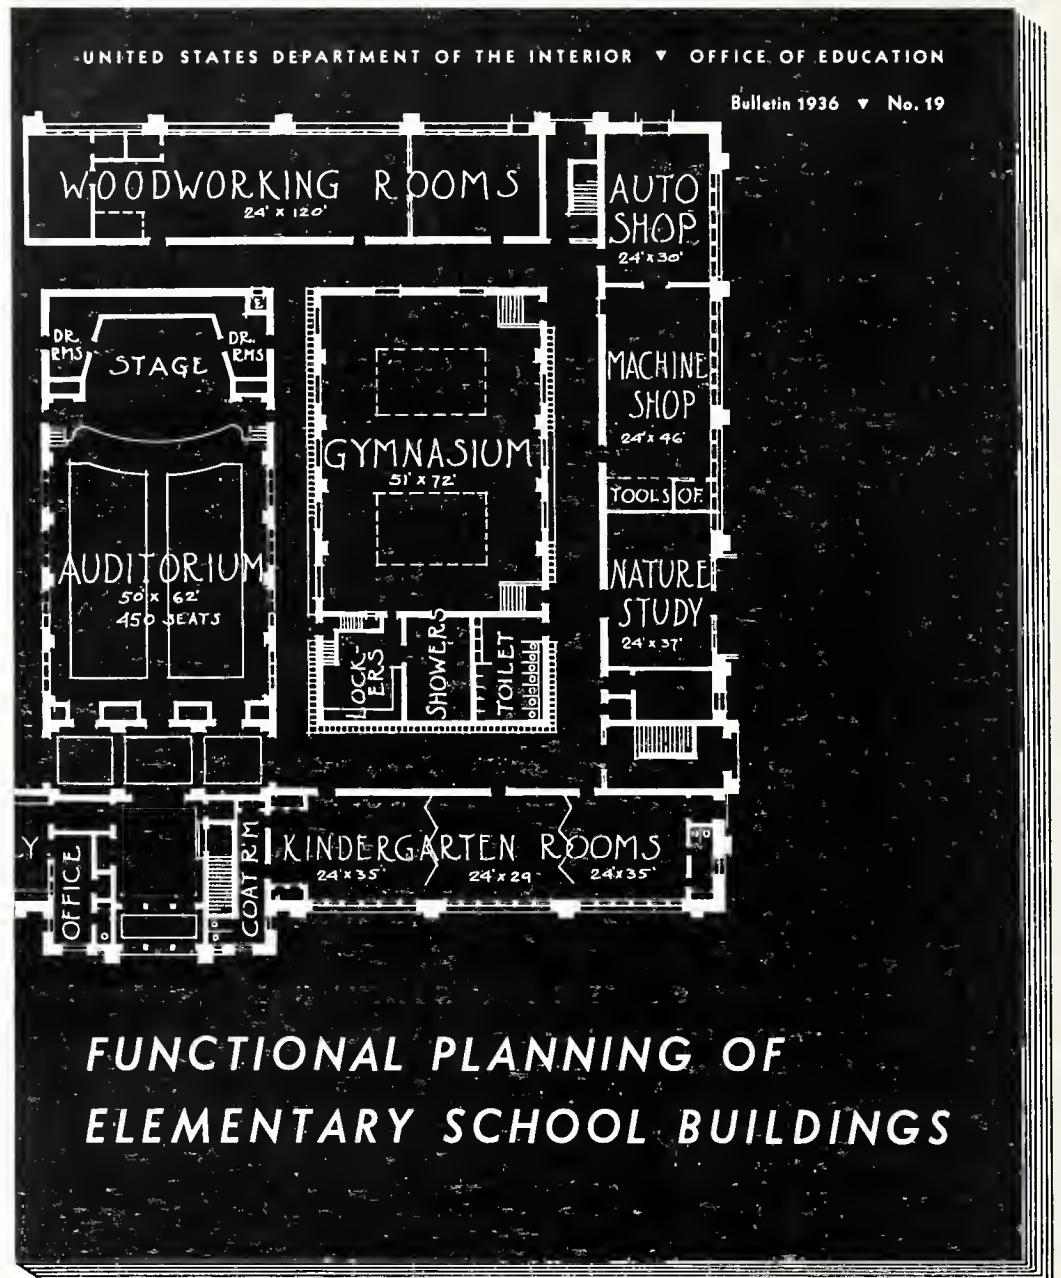 UNITED STATES DEPARTMENT OF THE INTERIOR ▼ OFFICE OF EDUCATION
Bulletin 1936 ▼ No. 19
WOODWORKING ROOMS
24' X 120'
AUTO
SHOP
24' X 30'
DR.
RMS
STAGE
DR.
RMS
MACHINE
SHOP
24' X 46'
GYMNASIUM
51' X 72'
TOOLS
OF.
AUDITORIUM
50' X 62'
450 SEATS
NATURE
STUDY
24' X 37'
LOCK-
ERS
SHOWERS
TOILET
Y
OFFICE
COAT R'M
KINDERGARTEN ROOMS
24' X 35'
24' X 29
24' X 35'
FUNCTIONAL PLANNING OF
ELEMENTARY SCHOOL BUILDINGS